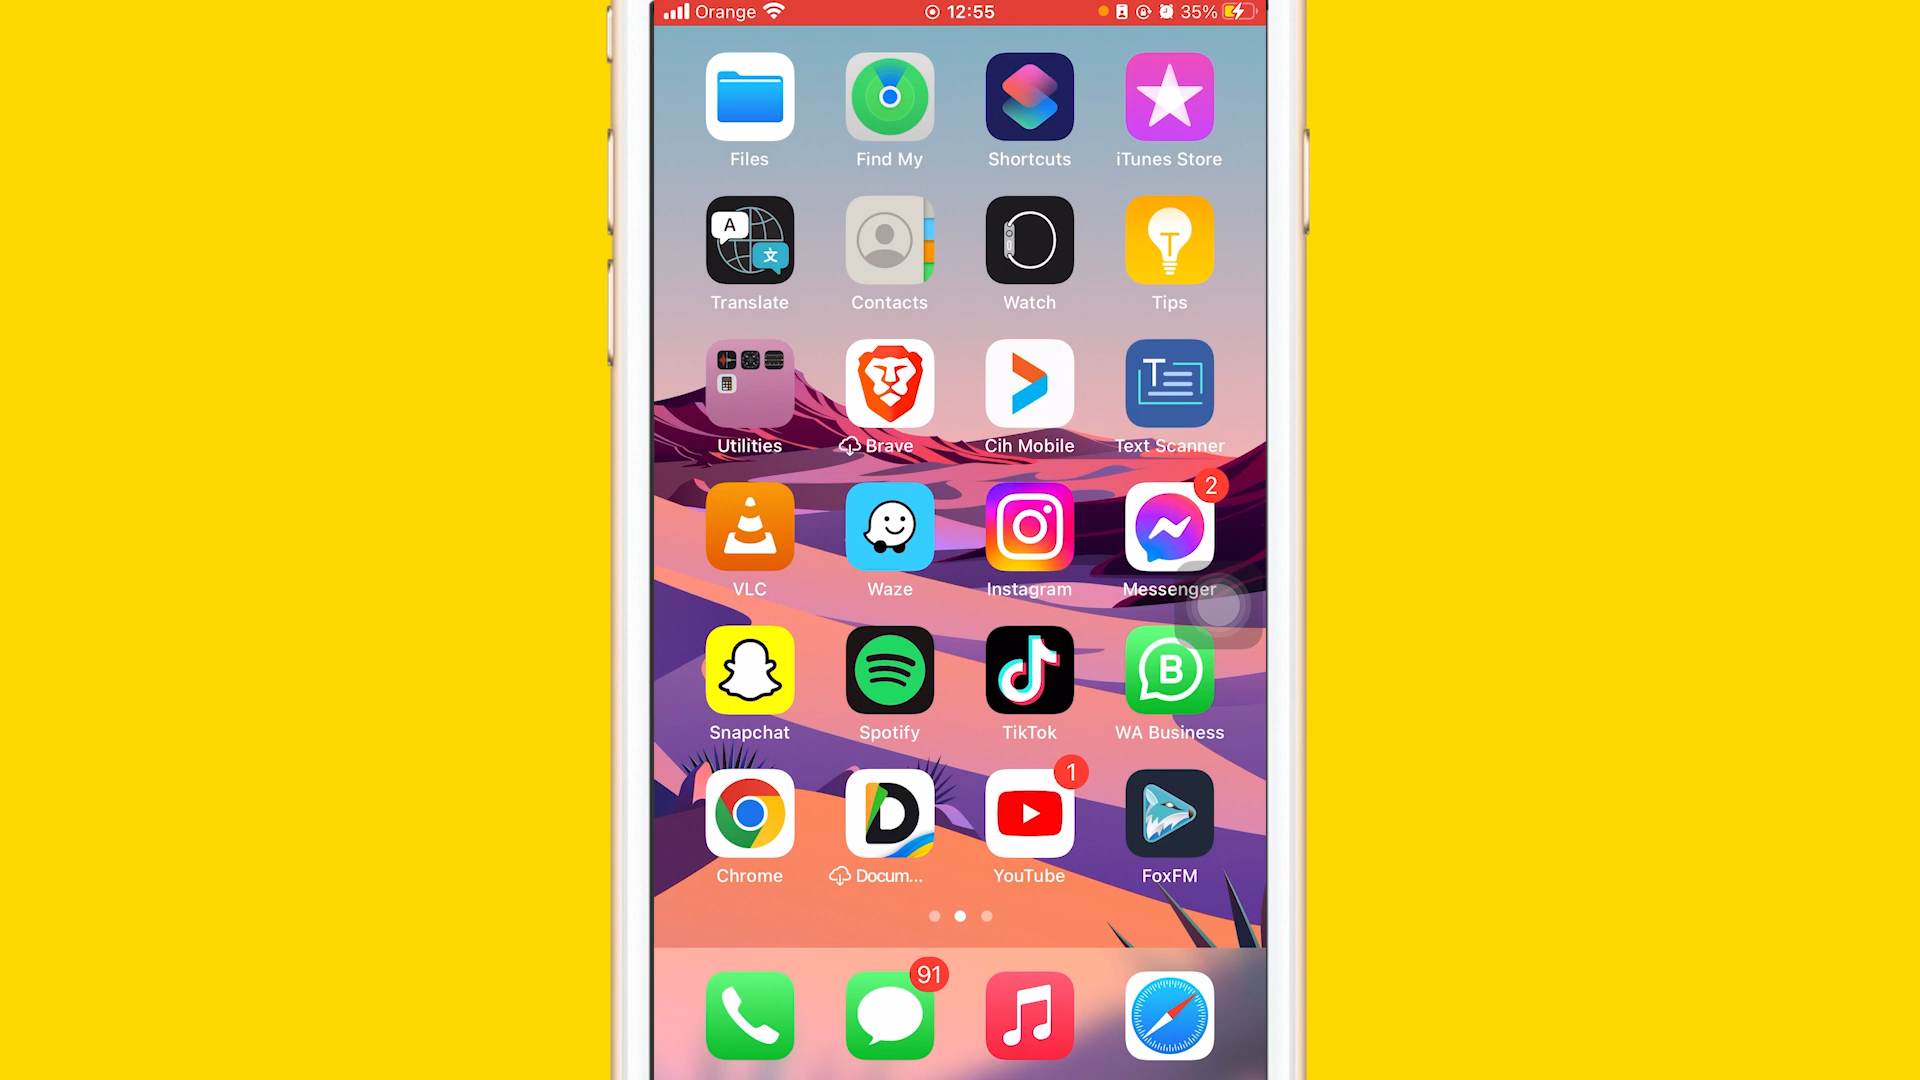 Orange 12:55 35%
Files Find My Shortcuts iTunes Store
A 文 T
Translate Contacts Watch Tips
T
Utilities Brave Cih Mobile Text Scanner
2
VLC Waze Instagram Messenger
B
Snapchat Spotify TikTok WA Business
1
D
Chrome Docum... YouTube FoxFM
91